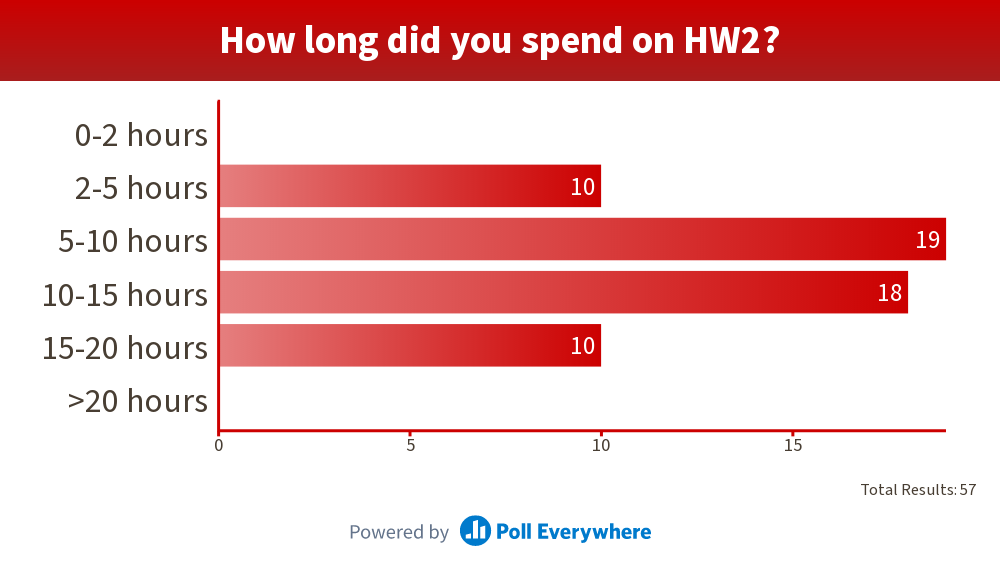 How long did you spend on HW2?
0-2 hours
2-5 hours
10
5-10 hours
19
10-15 hours
18
15-20 hours
10
>20 hours
0 5 10 15
Total Results: 57
Powered by Poll Everywhere